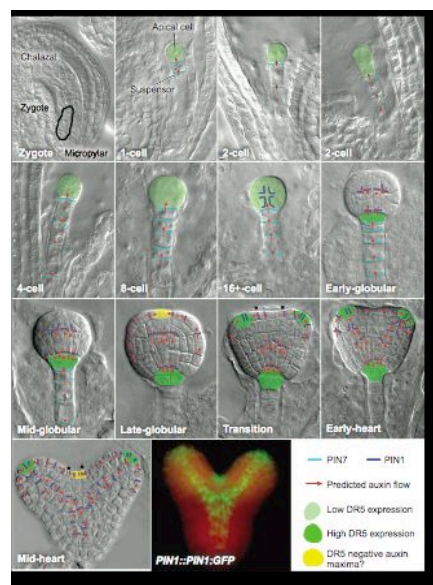 Apical cell
Chalazal
Suspensor
Zygote
Micropylar
Zygote
1-cell
2-cell
2-cell
4-cell
8-cell
16+-cell
Early-globular
Mid-globular
Late-globular
Transition
Early-heart
Mid-heart
PIN1::PIN1:GFP
PIN7
PIN1
Predicted auxin flow
Low DR5 expression
High DR5 expression
DR5 negative auxin
maxima?